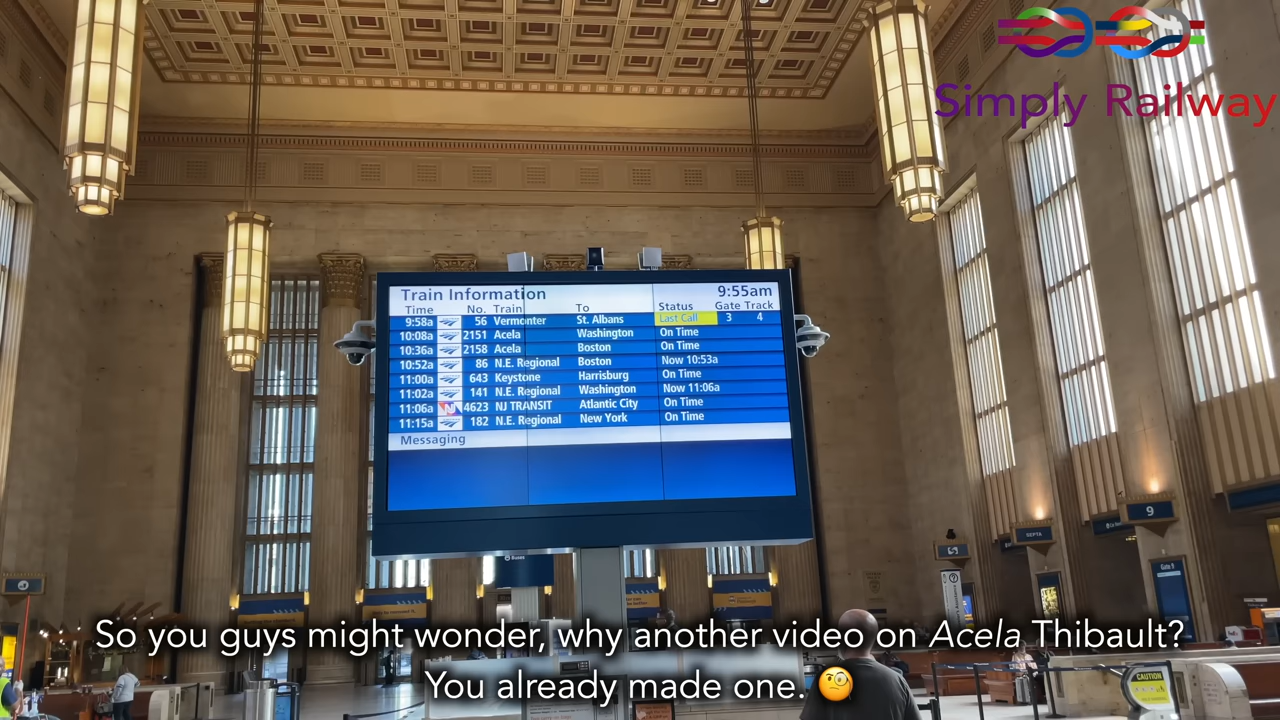 Simply Railway
Train Information 9:55am
Time No. Train To Status Gate Track
9:58a 56 Vermonter St. Albans Last Call 3 4
10:08a 2151 Acela Washington On Time
10:36a 2158 Acela Boston On Time
10:52a 86 N.E. Regional Boston Now 10:53a
11:00a 643 Keystone Harrisburg On Time
11:02a 141 N.E. Regional Washington Now 11:06a
11:06a 4623 NJ TRANSIT Atlantic City On Time
11:15a 182 N.E. Regional New York On Time
Messaging
9
SEPTA
Gate 9
CAUTION
So you guys might wonder, why another video on Acela Thibault?
You already made one. 🧐